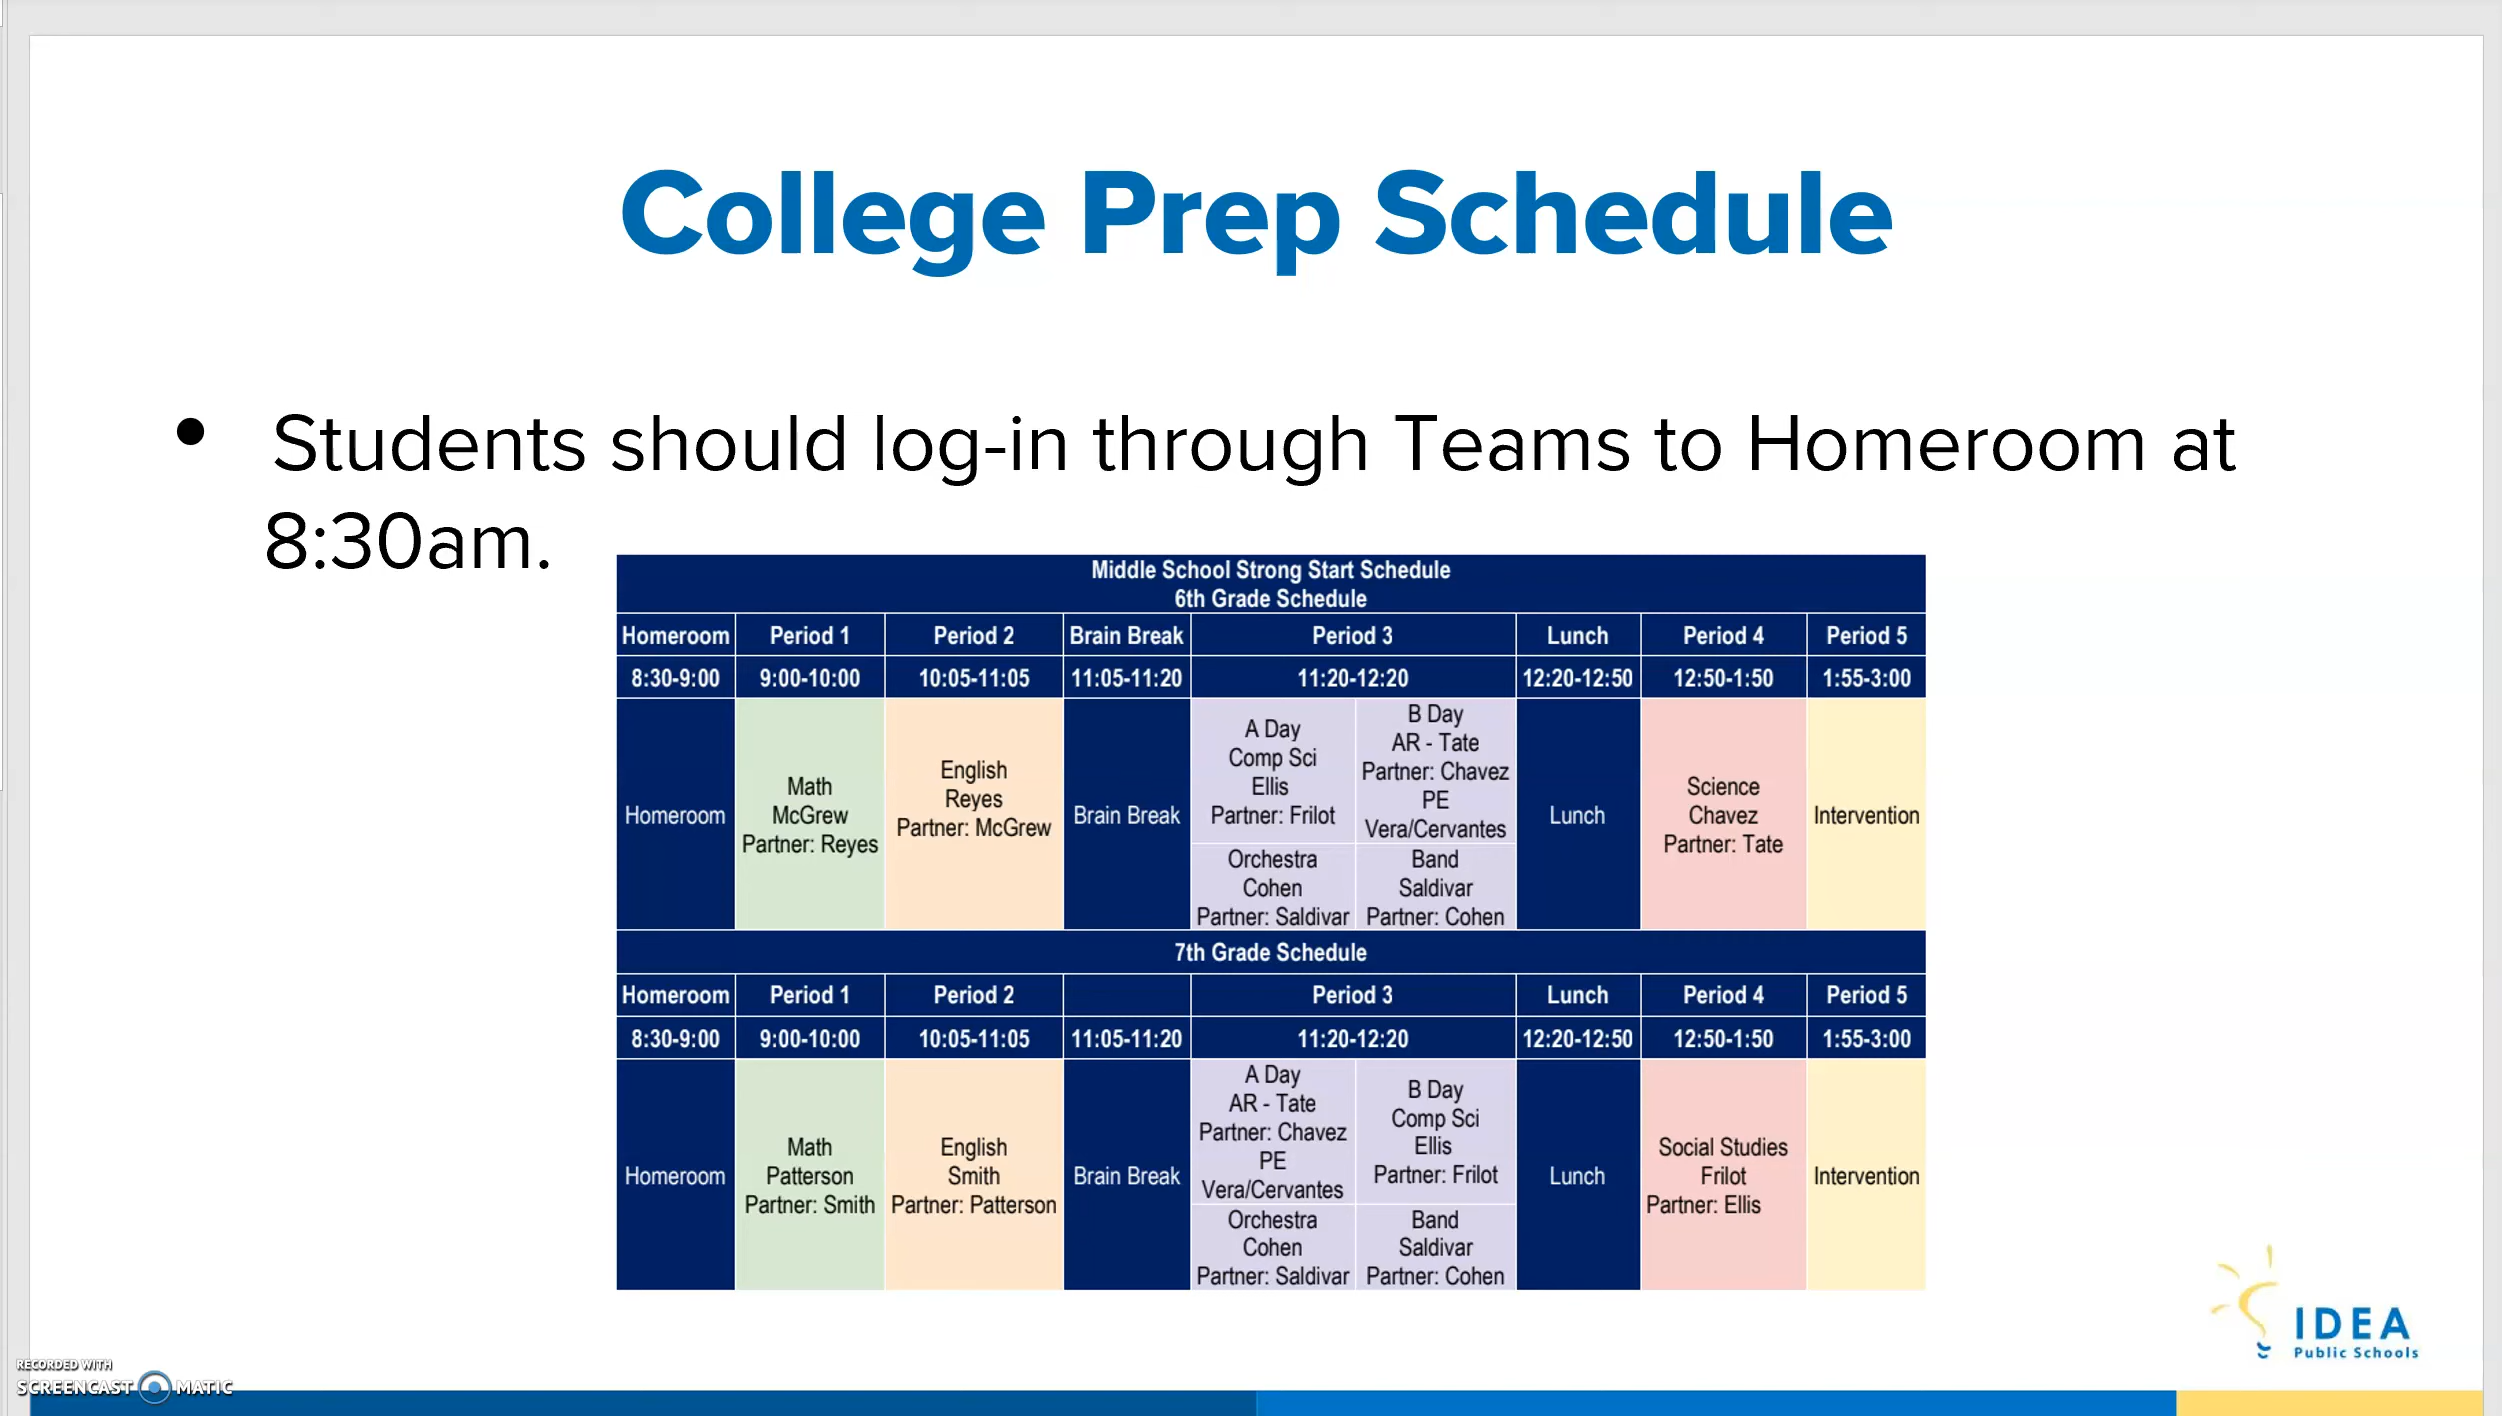 College Prep Schedule
• Students should log-in through Teams to Homeroom at
8:30am.
Middle School Strong Start Schedule
6th Grade Schedule
Homeroom Period 1 Period 2 Brain Break Period 3 Lunch Period 4 Period 5
8:30-9:00 9:00-10:00 10:05-11:05 11:05-11:20 11:20-12:20 12:20-12:50 12:50-1:50 1:55-3:00
Homeroom
Math
McGrew
Partner: Reyes
English
Reyes
Partner: McGrew
Brain Break
A Day
Comp Sci
Ellis
Partner: Frilot
B Day
AR - Tate
Partner: Chavez
PE
Vera/Cervantes
Orchestra
Cohen
Partner: Saldivar
Band
Saldivar
Partner: Cohen
Lunch
Science
Chavez
Partner: Tate
Intervention
7th Grade Schedule
Homeroom Period 1 Period 2 Period 3 Lunch Period 4 Period 5
8:30-9:00 9:00-10:00 10:05-11:05 11:05-11:20 11:20-12:20 12:20-12:50 12:50-1:50 1:55-3:00
Homeroom
Math
Patterson
Partner: Smith
English
Smith
Partner: Patterson
Brain Break
A Day
AR - Tate
Partner: Chavez
PE
Vera/Cervantes
B Day
Comp Sci
Ellis
Partner: Frilot
Orchestra
Cohen
Partner: Saldivar
Band
Saldivar
Partner: Cohen
Lunch
Social Studies
Frilot
Partner: Ellis
Intervention
IDEA
Public Schools
RECORDED WITH
SCREENCAST MATIC